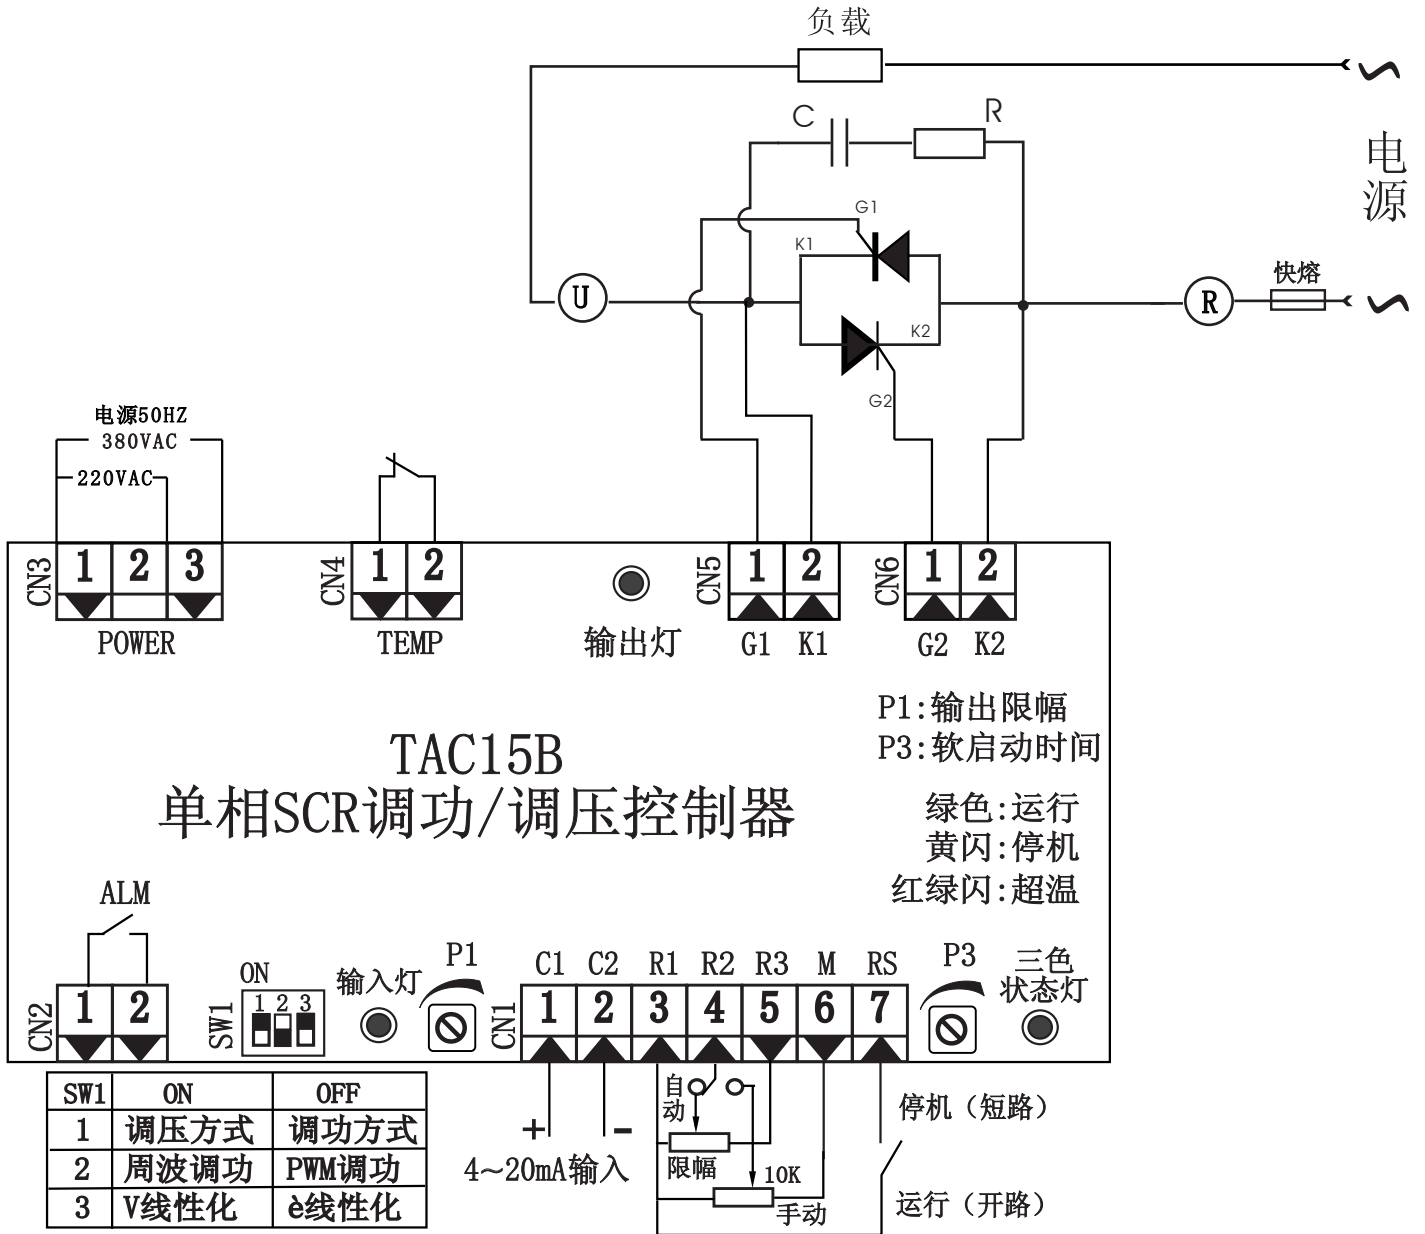 负载
C
R
电源
G1
K1
U
快熔
R
K2
G2
电源50HZ
380VAC
220VAC
CN3
1 2 3
POWER
CN4
1 2
TEMP
输出灯
CN5
1 2
G1 K1
CN6
1 2
G2 K2
P1:输出限幅
P3:软启动时间
TAC15B
单相SCR调功/调压控制器
绿色:运行
黄闪:停机
红绿闪:超温
ALM
CN2
1 2
ON
SW1
1 2 3
输入灯
P1
CN1
C1 C2 R1 R2 R3 M RS
1 2 3 4 5 6 7
P3
三色
状态灯
SW1 ON OFF
1 调压方式 调功方式
2 周波调功 PWM调功
3 V线性化 è线性化
+ -
4~20mA输入
自动
限幅
10K
手动
停机（短路）
运行（开路）